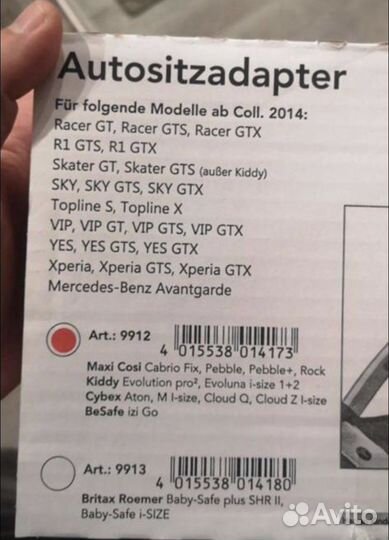 Autositzadapter
Für folgende Modelle ab Coll. 2014:
Racer GT, Racer GTS, Racer GTX
R1 GTS, R1 GTX
Skater GT, Skater GTS (außer Kiddy)
SKY, SKY GTS, SKY GTX
Topline S, Topline X
VIP, VIP GT, VIP GTS, VIP GTX
YES, YES GTS, YES GTX
Xperia, Xperia GTS, Xperia GTX
Mercedes-Benz Avantgarde
Art.: 9912
4 015538 014173
Maxi Cosi Cabrio Fix, Pebble, Pebble+, Rock
Kiddy Evolution pro², Evoluna i-size 1+2
Cybex Aton, M I-size, Cloud Q, Cloud Z I-size
BeSafe izi Go
Art.: 9913
4 015538 014180
Britax Roemer Baby-Safe plus SHR II,
Baby-Safe i-SIZE
Avito